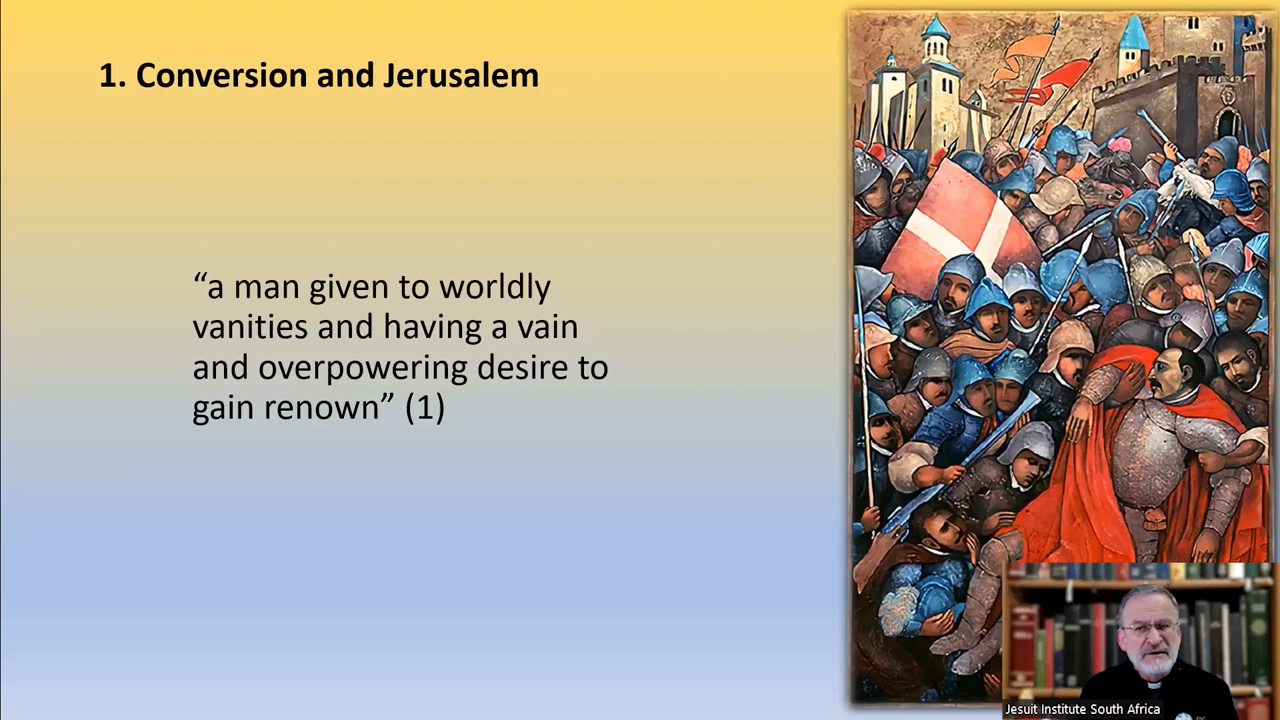 1. Conversion and Jerusalem
“a man given to worldly
vanities and having a vain
and overpowering desire to
gain renown” (1)
Jesuit Institute South Africa